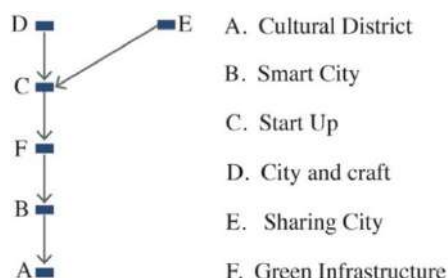 D
E
C
F
B
A
A. Cultural District
B. Smart City
C. Start Up
D. City and craft
E. Sharing City
F. Green Infrastructure